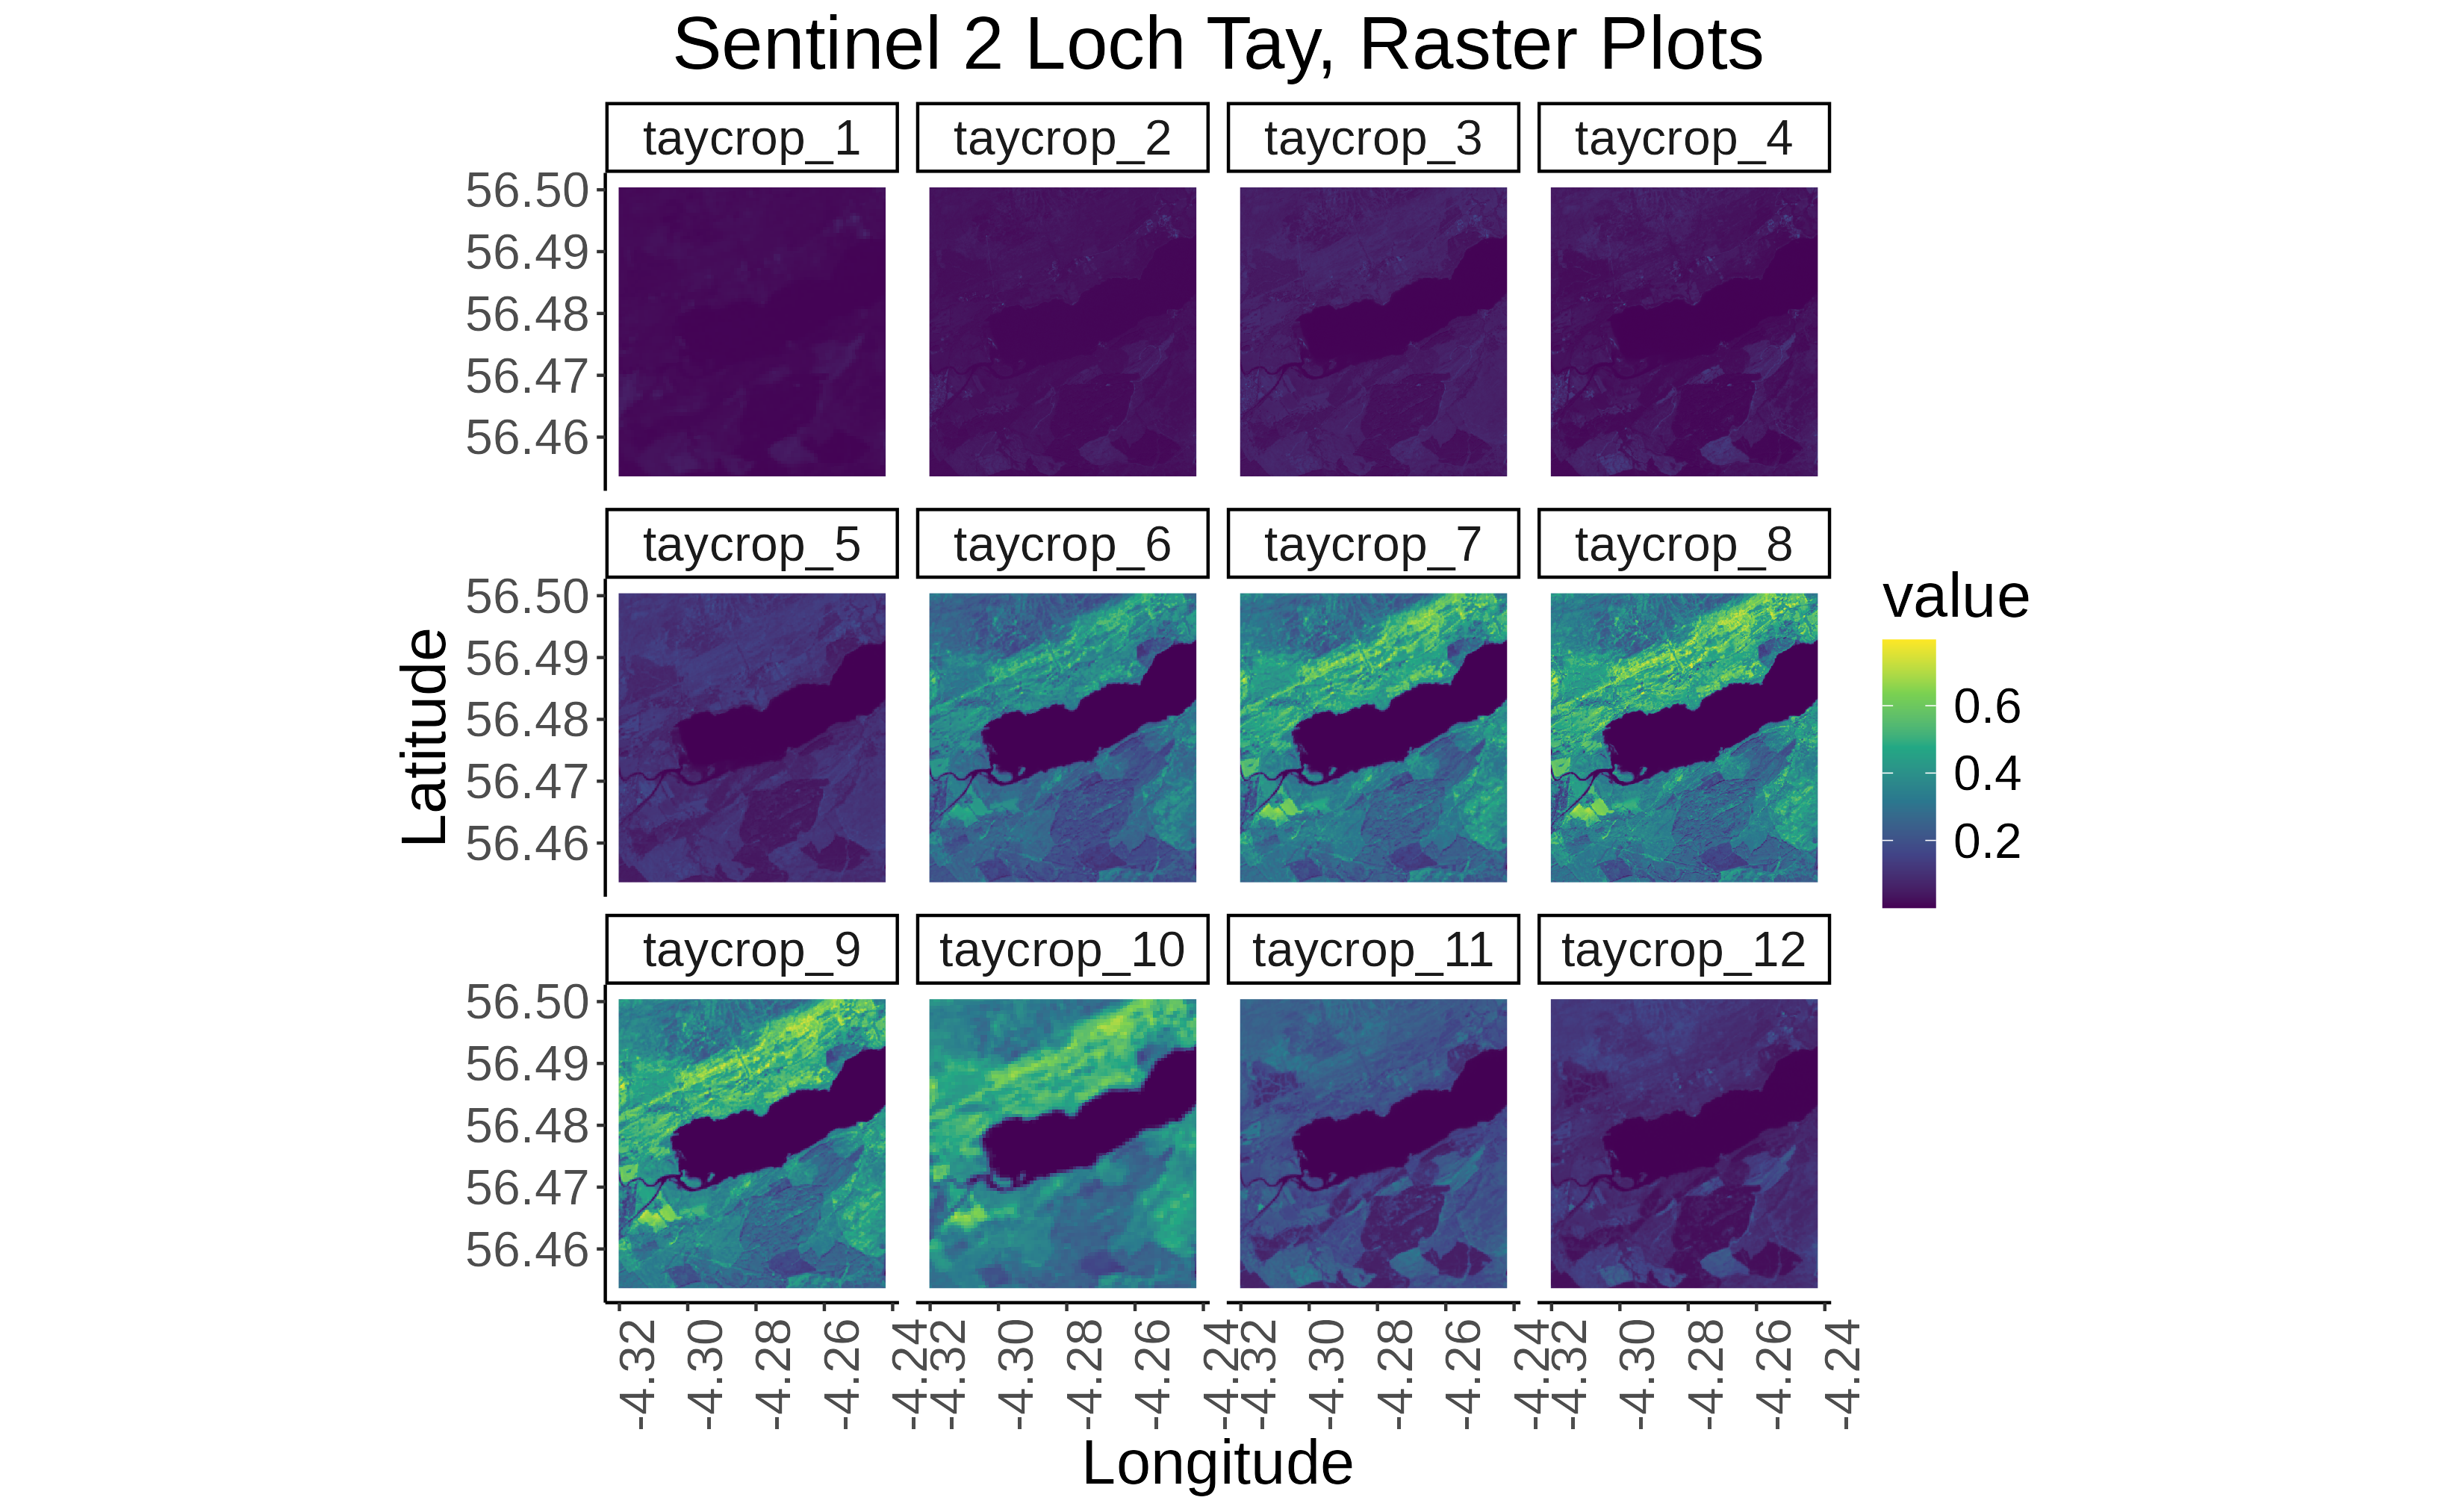 Sentinel 2 Loch Tay, Raster Plots
taycrop_1 taycrop_2 taycrop_3 taycrop_4
56.50
56.49
56.48
56.47
56.46
taycrop_5 taycrop_6 taycrop_7 taycrop_8
56.50
56.49
56.48
56.47
56.46
Latitude
value
0.6
0.4
0.2
taycrop_9 taycrop_10 taycrop_11 taycrop_12
56.50
56.49
56.48
56.47
56.46
-4.32 -4.30 -4.28 -4.26 -4.24 -4.32 -4.30 -4.28 -4.26 -4.24 -4.32 -4.30 -4.28 -4.26 -4.24 -4.32 -4.30 -4.28 -4.26 -4.24
Longitude